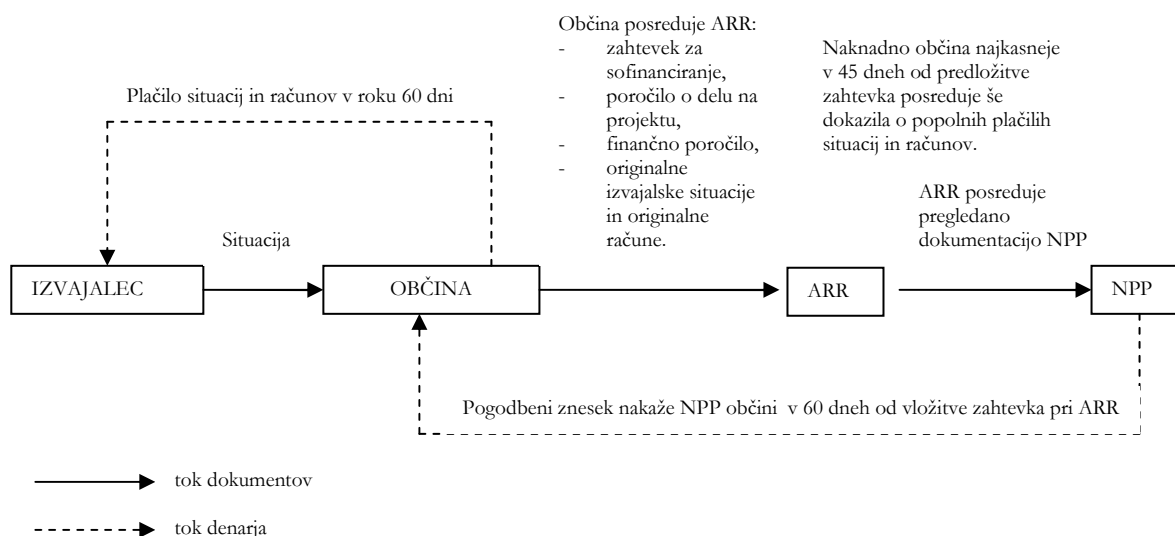 Občina posreduje ARR:
- zahtevek za
sofinanciranje,
- poročilo o delu na
projektu,
- finančno poročilo,
- originalne
izvajalske situacije
in originalne
račune.
Naknadno občina najkasneje
v 45 dneh od predložitve
zahtevka posreduje še
dokazila o popolnih plačilih
situacij in računov.
Plačilo situacij in računov v roku 60 dni
ARR posreduje
pregledano
dokumentacijo NPP
Situacija
IZVAJALEC
OBČINA
ARR
NPP
Pogodbeni znesek nakaže NPP občini v 60 dneh od vložitve zahtevka pri ARR
tok dokumentov
tok denarja